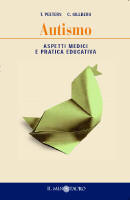 T. PEETERS   C. GILLBERG
Autismo
ASPETTI MEDICI
E PRATICA EDUCATIVA
IL MINOTAURO